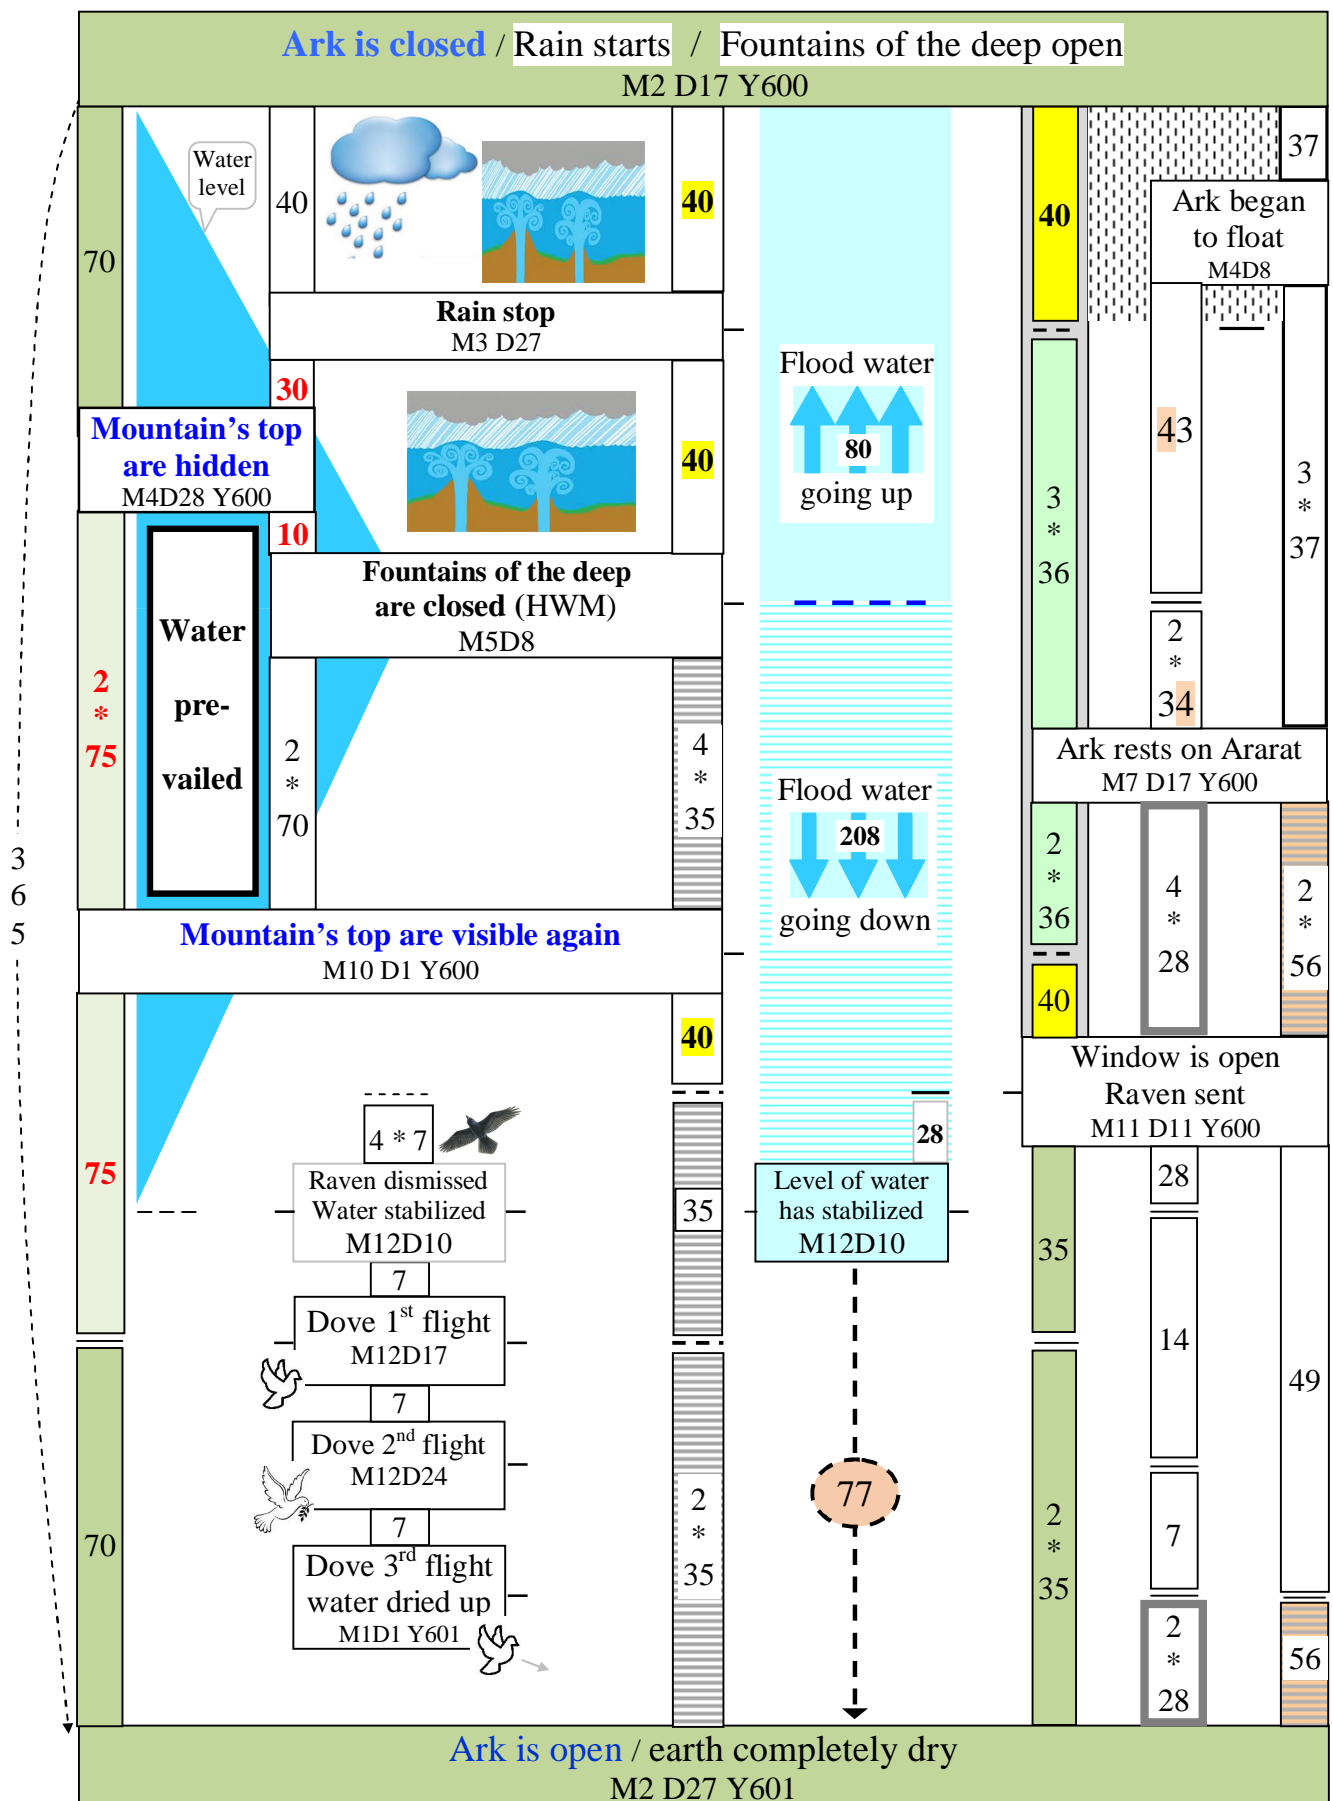 Ark is closed / Rain starts / Fountains of the deep open
M2 D17 Y600
70
Water
level
40
40
40
37
Ark began
to float
M4D8
Rain stop
M3 D27
30
Mountain's top
are hidden
M4D28 Y600
10
40
Flood water
80
going up
3
*
36
43
2
*
34
3
*
37
Fountains of the deep
are closed (HWM)
M5D8
2
*
75
Water
pre-
vailed
2
*
70
4
*
35
Flood water
208
going down
Ark rests on Ararat
M7 D17 Y600
2
*
36
4
*
28
2
*
56
3
6
5
Mountain's top are visible again
M10 D1 Y600
40
40
Window is open
Raven sent
M11 D11 Y600
75
4 * 7
28
Raven dismissed
Water stabilized
M12D10
35
Level of water
has stabilized
M12D10
35
28
7
Dove 1st flight
M12D17
14
49
7
Dove 2nd flight
M12D24
7
Dove 3rd flight
water dried up
M1D1 Y601
70
2
*
35
77
2
*
35
7
2
*
28
56
Ark is open / earth completely dry
M2 D27 Y601